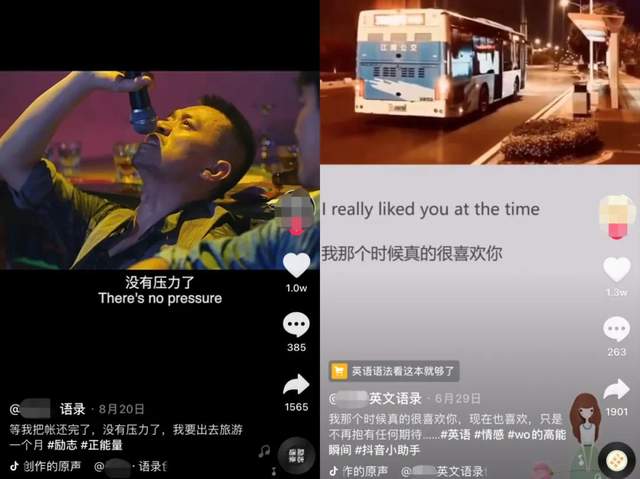 没有压力了
There's no pressure
1.0w
385
1565
@ 语录 · 8月20日
等我把帐还完了，没有压力了，我要出去旅游
一个月 #励志 #正能量
创作的原声 @ 语录
江南公交
I really liked you at the time
我那个时候真的很喜欢你
1.3w
263
1901
英语语法看这本就够了
@ 英文语录 · 6月29日
我那个时候真的很喜欢你，现在也喜欢，只是
不再抱有任何期待......#英语 #情感 #wo的高能
瞬间 #抖音小助手
作的原声 @ 英文语录